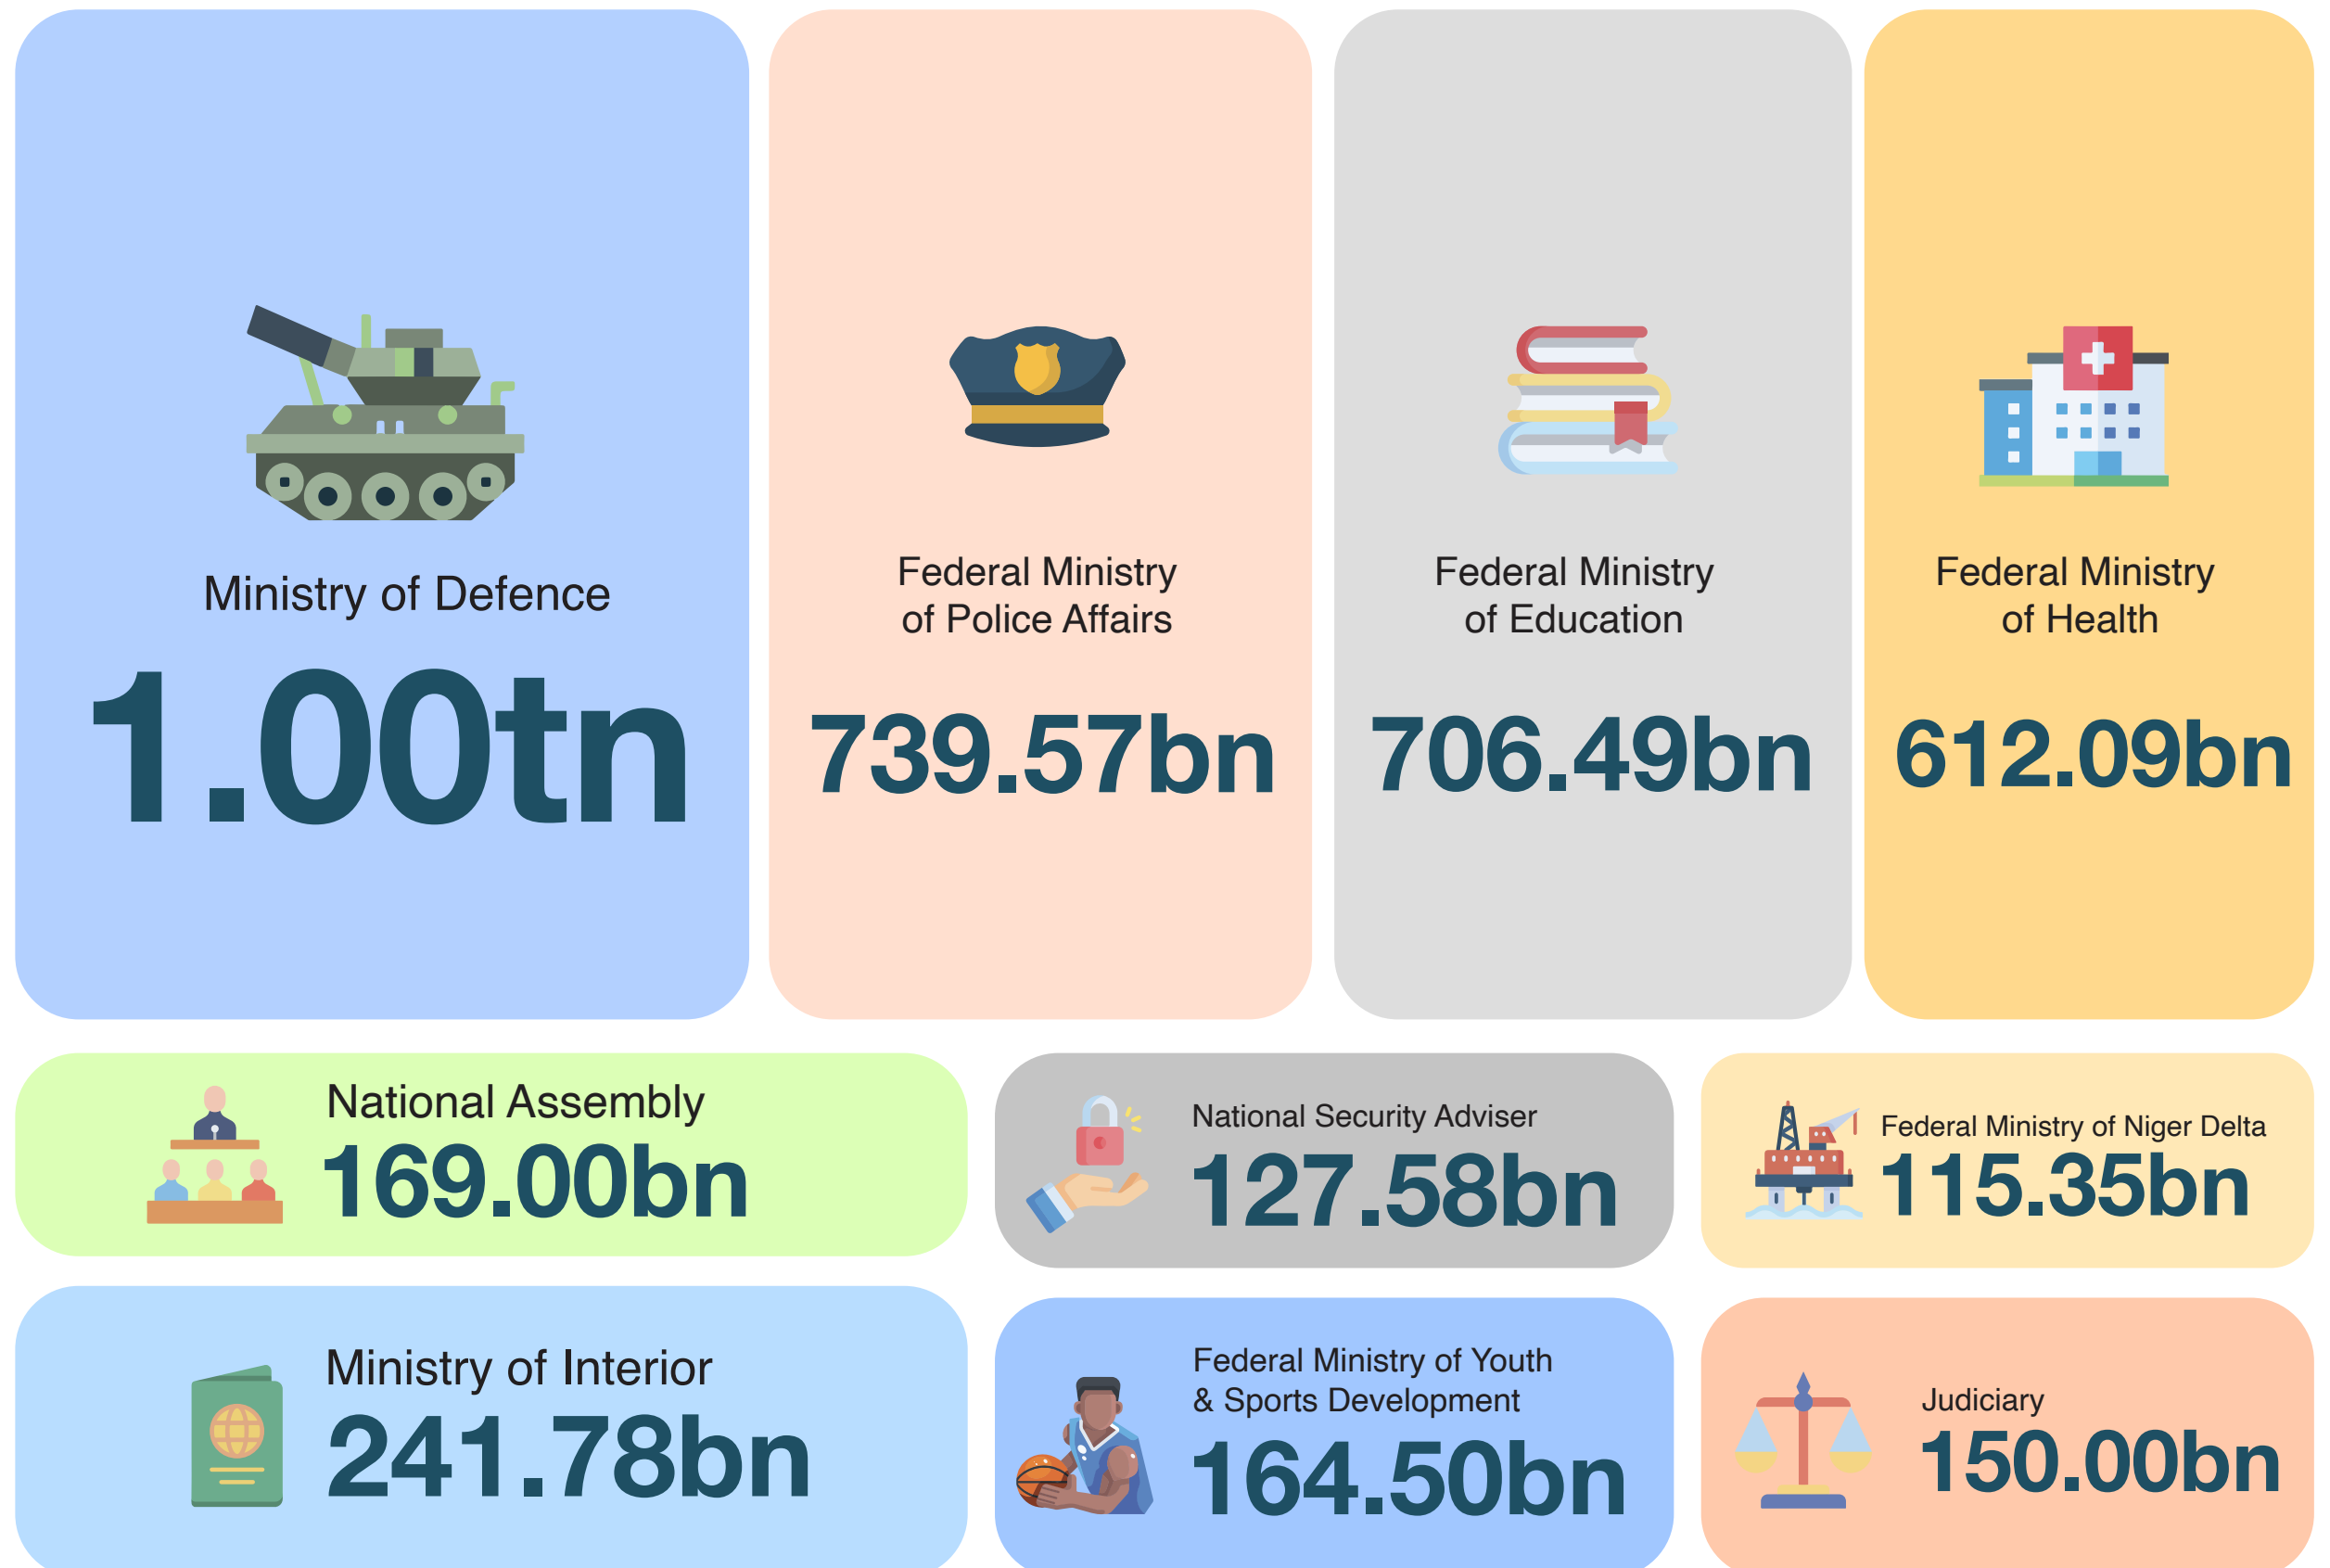 Ministry of Defence
1.00tn
Federal Ministry
of Police Affairs
739.57bn
Federal Ministry
of Education
706.49bn
Federal Ministry
of Health
612.09bn
National Assembly
169.00bn
National Security Adviser
127.58bn
Federal Ministry of Niger Delta
115.35bn
Ministry of Interior
241.78bn
Federal Ministry of Youth
& Sports Development
164.50bn
Judiciary
150.00bn